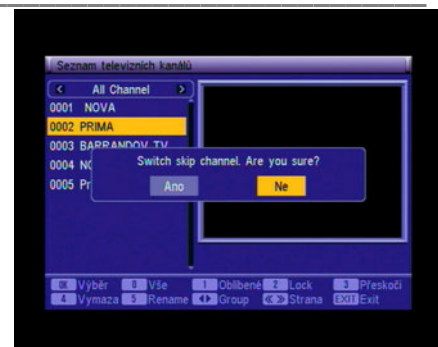 Seznam televizních kanálů
< All Channel >
0001 NOVA
0002 PRIMA
0003 BARRANDOV TV
0004
0005
Switch skip channel. Are you sure?
Ano Ne
OK Výběr 0 Vše 1 Oblíbené 2 Lock 3 Přeskoči
4 Vymaza 5 Rename Group Strana EXIT Exit